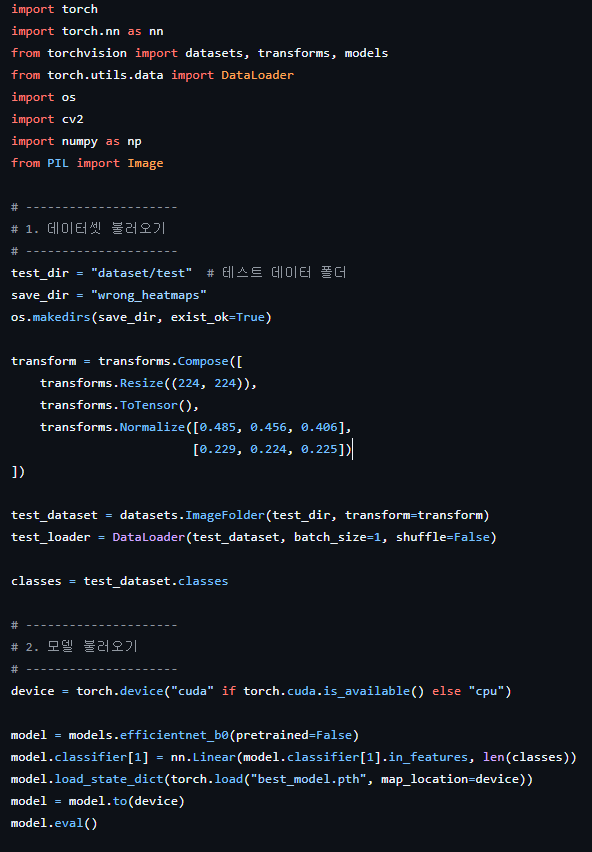 import torch
import torch.nn as nn
from torchvision import datasets, transforms, models
from torch.utils.data import DataLoader
import os
import cv2
import numpy as np
from PIL import Image
# ---------------------
# 1. 데이터셋 불러오기
# ---------------------
test_dir = "dataset/test"  # 테스트 데이터 폴더
save_dir = "wrong_heatmaps"
os.makedirs(save_dir, exist_ok=True)
transform = transforms.Compose([
    transforms.Resize((224, 224)),
    transforms.ToTensor(),
    transforms.Normalize([0.485, 0.456, 0.406],
                         [0.229, 0.224, 0.225])
])
test_dataset = datasets.ImageFolder(test_dir, transform=transform)
test_loader = DataLoader(test_dataset, batch_size=1, shuffle=False)
classes = test_dataset.classes
# ---------------------
# 2. 모델 불러오기
# ---------------------
device = torch.device("cuda" if torch.cuda.is_available() else "cpu")
model = models.efficientnet_b0(pretrained=False)
model.classifier[1] = nn.Linear(model.classifier[1].in_features, len(classes))
model.load_state_dict(torch.load("best_model.pth", map_location=device))
model = model.to(device)
model.eval()